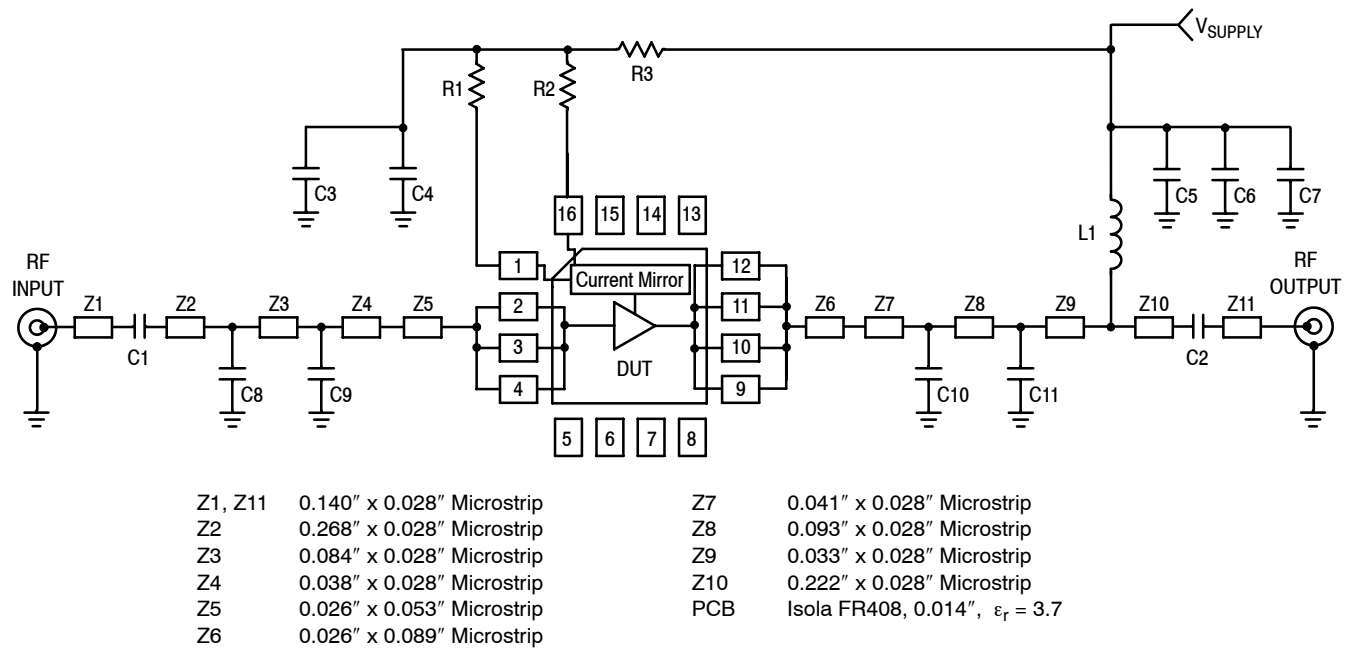 V_SUPPLY
R1
R2
R3
C3
C4
C5
C6
C7
16
15
14
13
L1
RF
INPUT
RF
OUTPUT
1
Current Mirror
12
2
11
Z1
C1
Z2
Z3
Z4
Z5
3
DUT
10
Z6
Z7
Z8
Z9
Z10
C2
Z11
4
9
C8
C9
C10
C11
5
6
7
8
Z1, Z11 0.140″ x 0.028″ Microstrip
Z2 0.268″ x 0.028″ Microstrip
Z3 0.084″ x 0.028″ Microstrip
Z4 0.038″ x 0.028″ Microstrip
Z5 0.026″ x 0.053″ Microstrip
Z6 0.026″ x 0.089″ Microstrip
Z7 0.041″ x 0.028″ Microstrip
Z8 0.093″ x 0.028″ Microstrip
Z9 0.033″ x 0.028″ Microstrip
Z10 0.222″ x 0.028″ Microstrip
PCB Isola FR408, 0.014″, εr = 3.7